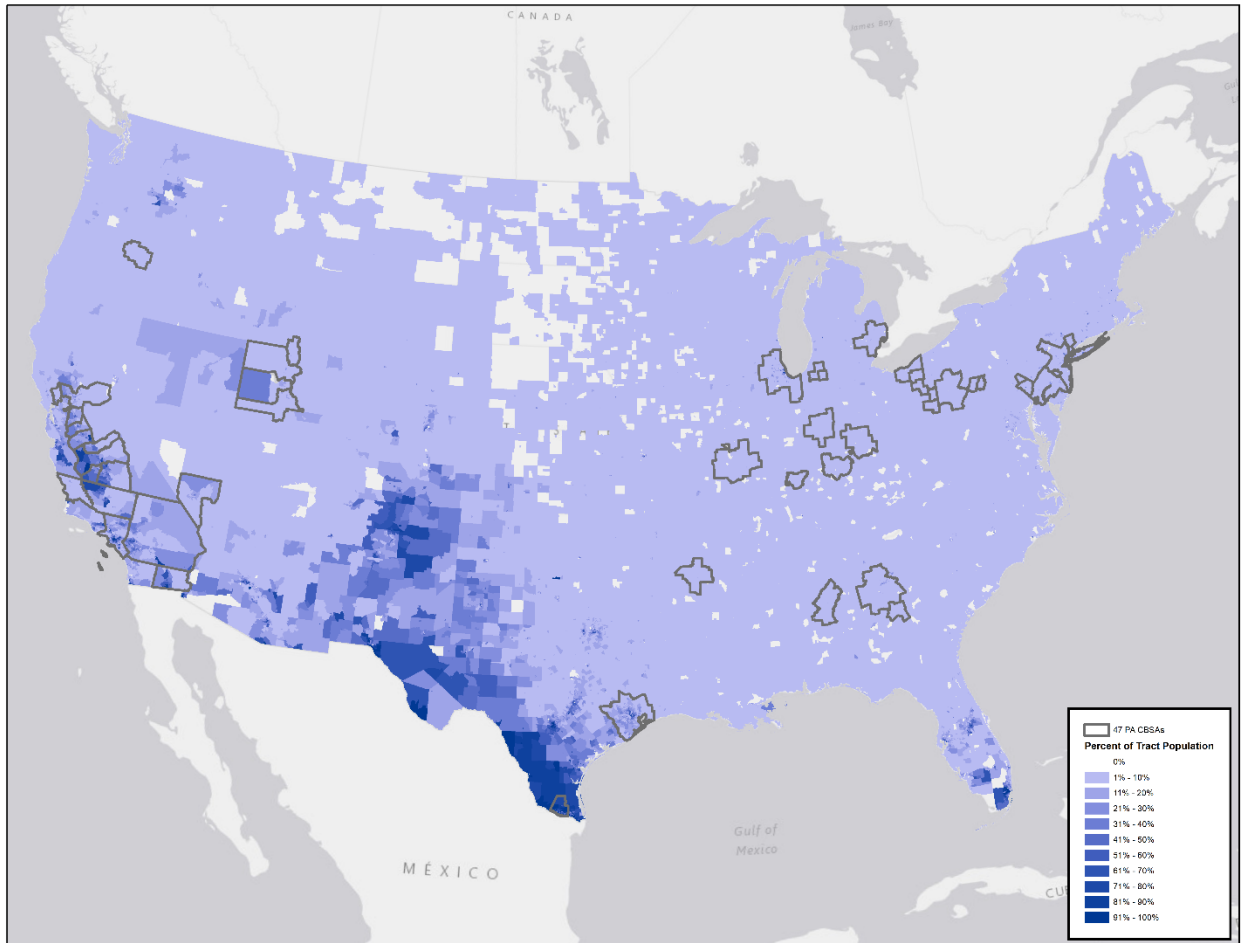 CANADA
James Bay
Gulf of
Mexico
MÉXICO
47 PA CBSAs
Percent of Tract Population
0%
1% - 10%
11% - 20%
21% - 30%
31% - 40%
41% - 50%
51% - 60%
61% - 70%
71% - 80%
81% - 90%
91% - 100%
CU